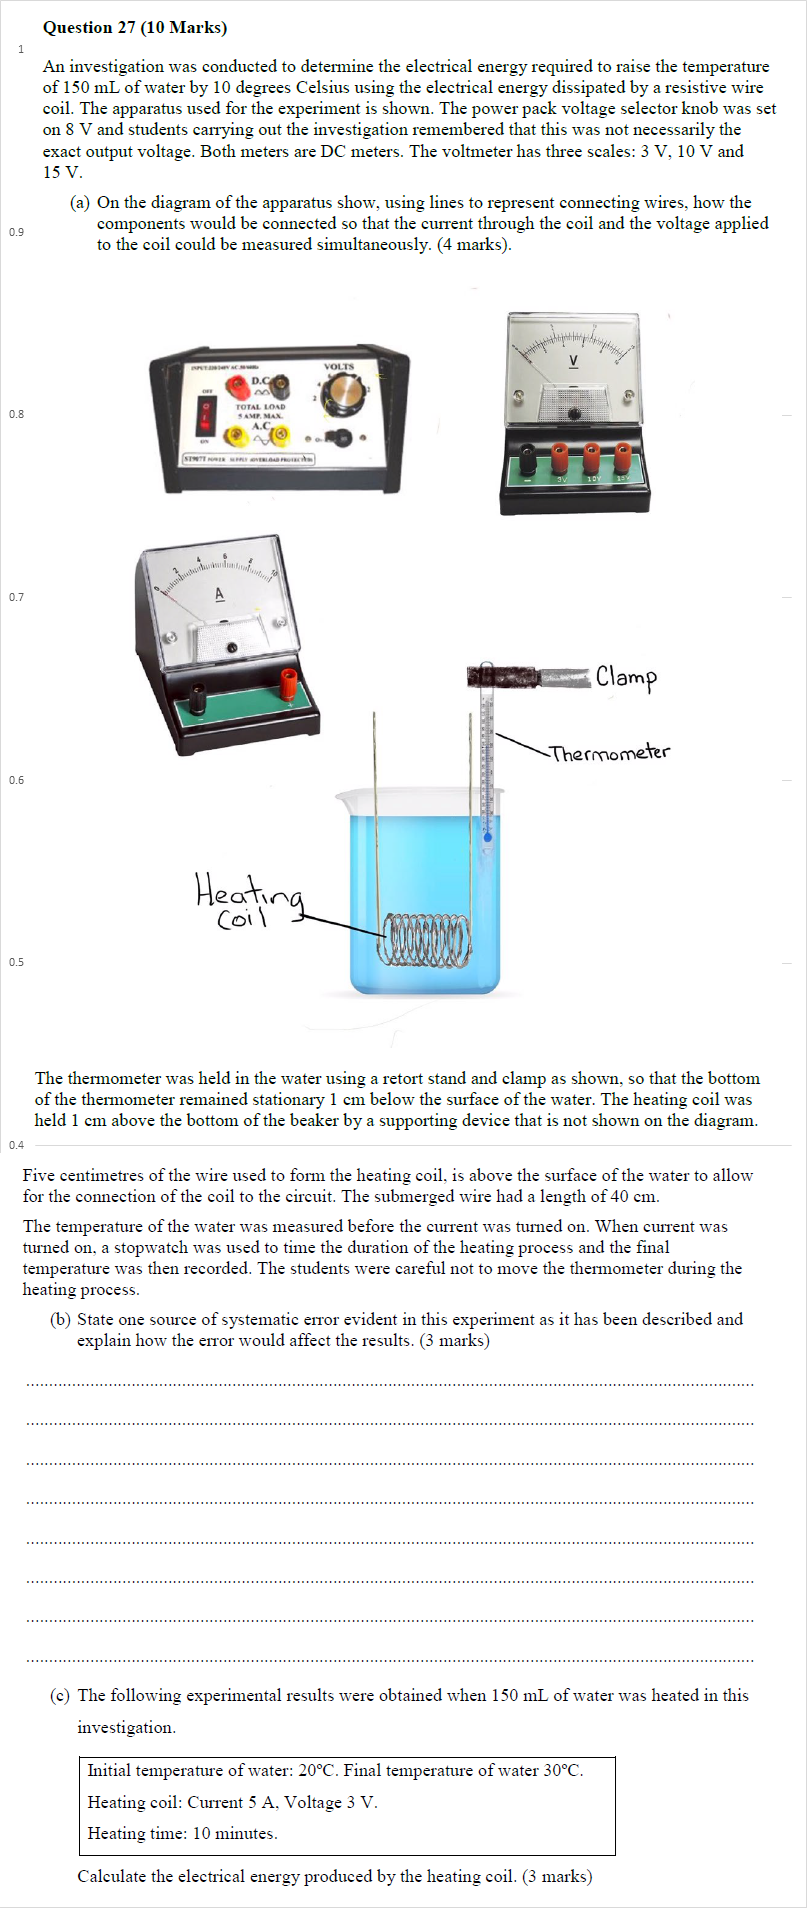 Question 27 (10 Marks)
1
An investigation was conducted to determine the electrical energy required to raise the temperature
of 150 mL of water by 10 degrees Celsius using the electrical energy dissipated by a resistive wire
coil. The apparatus used for the experiment is shown. The power pack voltage selector knob was set
on 8 V and students carrying out the investigation remembered that this was not necessarily the
exact output voltage. Both meters are DC meters. The voltmeter has three scales: 3 V, 10 V and
15 V.
(a) On the diagram of the apparatus show, using lines to represent connecting wires, how the
0.9
components would be connected so that the current through the coil and the voltage applied
to the coil could be measured simultaneously. (4 marks).
VOLTS
D.C
OFF
4
2
TOTAL LOAD
5 AMP. MAX.
A.C
ON
V
0.8
3V 10V 15V
0 2 4 6 8 10
A
0.7
Clamp
Thermometer
0.6
Heating
Coil
0.5
The thermometer was held in the water using a retort stand and clamp as shown, so that the bottom
of the thermometer remained stationary 1 cm below the surface of the water. The heating coil was
held 1 cm above the bottom of the beaker by a supporting device that is not shown on the diagram.
0.4
Five centimetres of the wire used to form the heating coil, is above the surface of the water to allow
for the connection of the coil to the circuit. The submerged wire had a length of 40 cm.
The temperature of the water was measured before the current was turned on. When current was
turned on, a stopwatch was used to time the duration of the heating process and the final
temperature was then recorded. The students were careful not to move the thermometer during the
heating process.
(b) State one source of systematic error evident in this experiment as it has been described and
explain how the error would affect the results. (3 marks)
(c) The following experimental results were obtained when 150 mL of water was heated in this
investigation.
Initial temperature of water: 20°C. Final temperature of water 30°C.
Heating coil: Current 5 A, Voltage 3 V.
Heating time: 10 minutes.
Calculate the electrical energy produced by the heating coil. (3 marks)